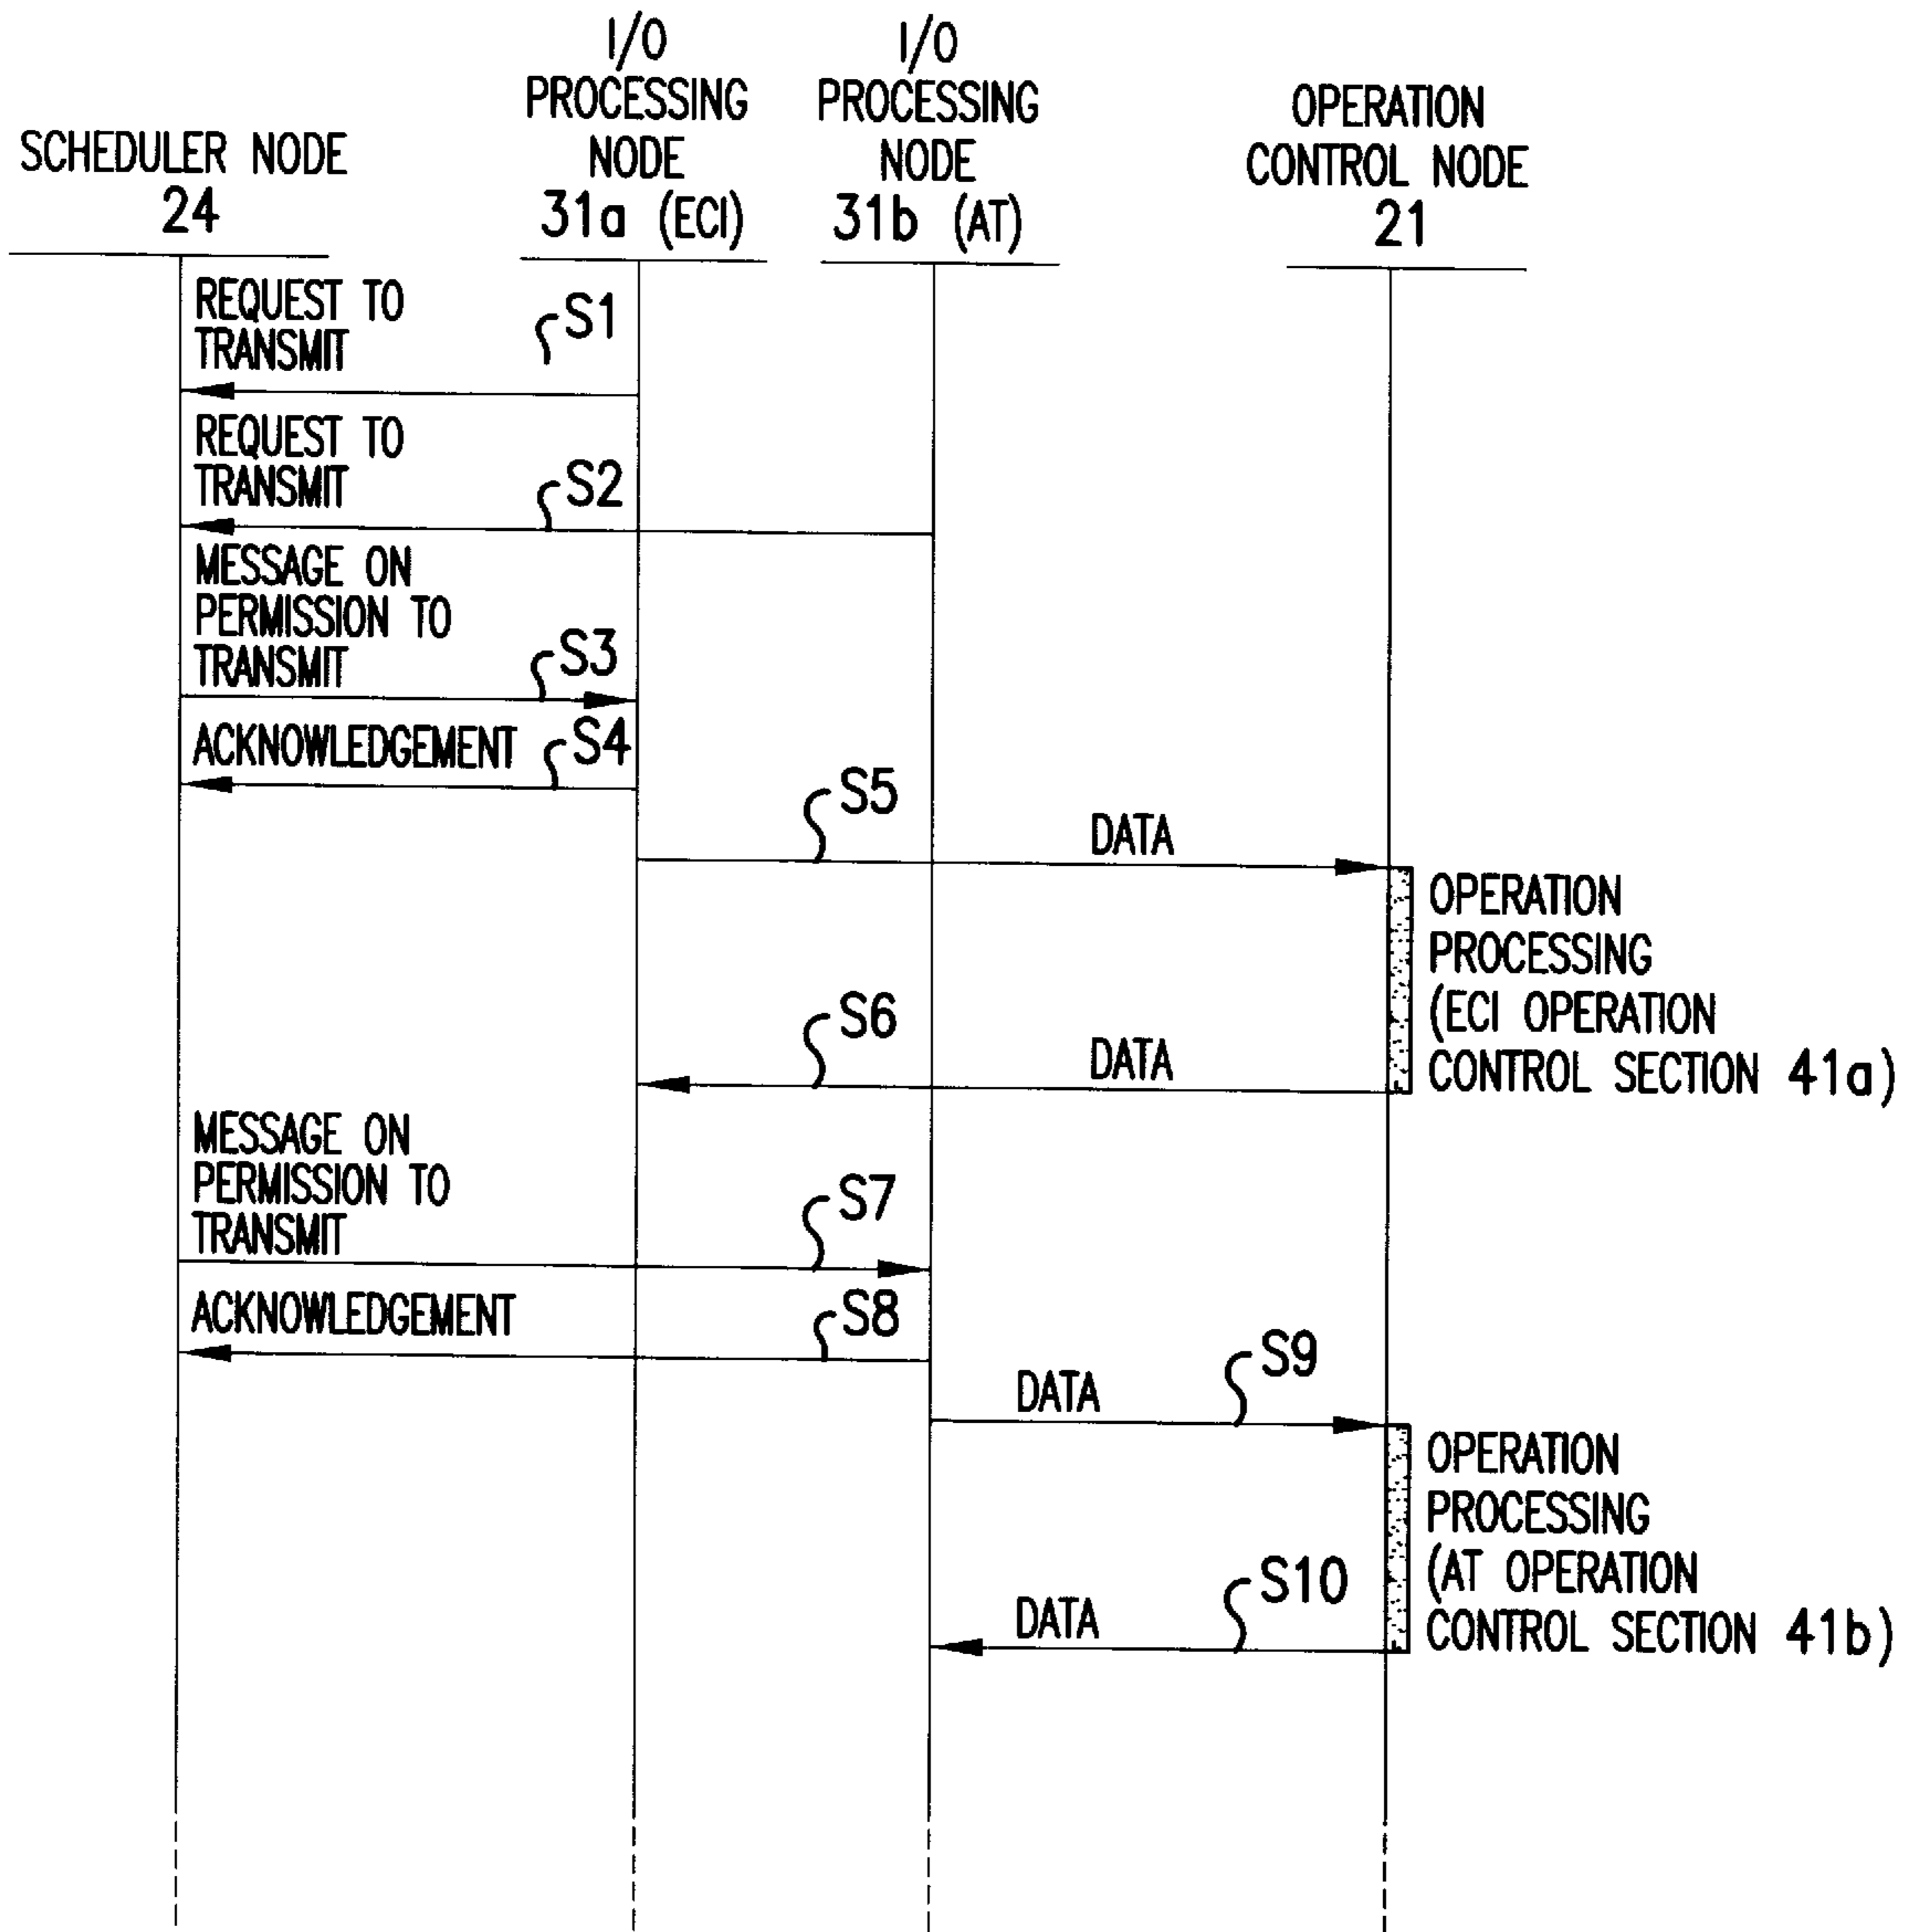 SCHEDULER NODE
24
I/O
PROCESSING
NODE
31a (ECI)
I/O
PROCESSING
NODE
31b (AT)
OPERATION
CONTROL NODE
21
REQUEST TO
TRANSMIT
S1
REQUEST TO
TRANSMIT
S2
MESSAGE ON
PERMISSION TO
TRANSMIT
S3
ACKNOWLEDGEMENT
S4
S5
DATA
OPERATION
PROCESSING
(ECI OPERATION
CONTROL SECTION 41a)
S6
DATA
MESSAGE ON
PERMISSION TO
TRANSMIT
S7
ACKNOWLEDGEMENT
S8
DATA
S9
OPERATION
PROCESSING
(AT OPERATION
CONTROL SECTION 41b)
DATA
S10